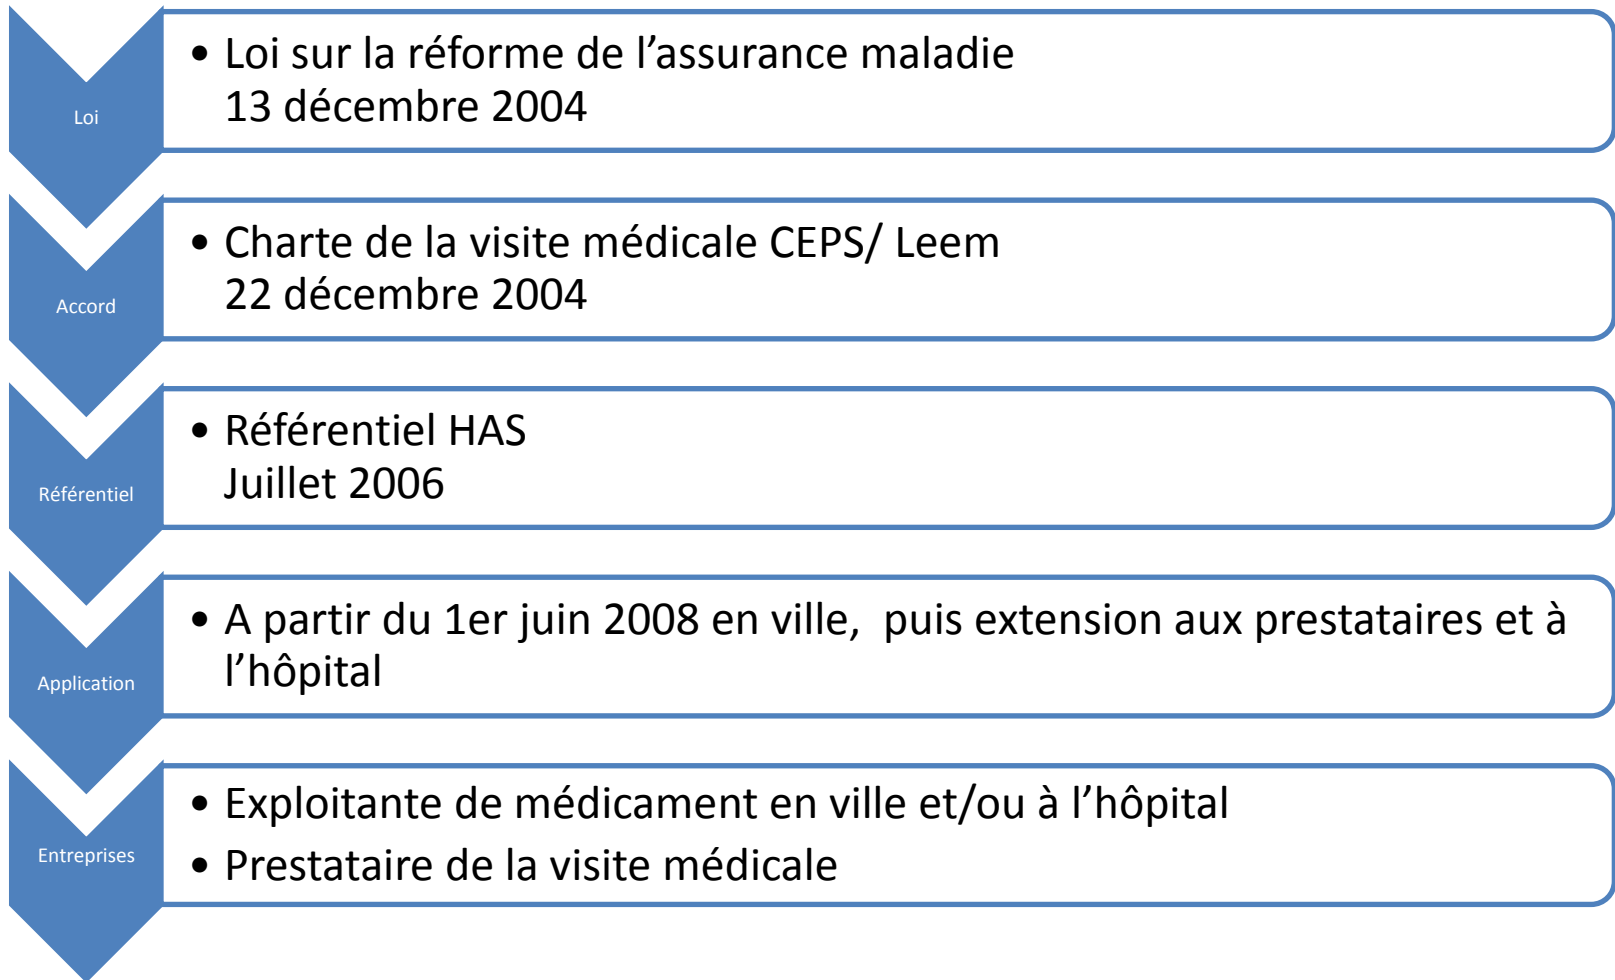 Loi
• Loi sur la réforme de l’assurance maladie
13 décembre 2004
Accord
• Charte de la visite médicale CEPS/ Leem
22 décembre 2004
Référentiel
• Référentiel HAS
Juillet 2006
Application
• A partir du 1er juin 2008 en ville,  puis extension aux prestataires et à
l’hôpital
Entreprises
• Exploitante de médicament en ville et/ou à l’hôpital
• Prestataire de la visite médicale